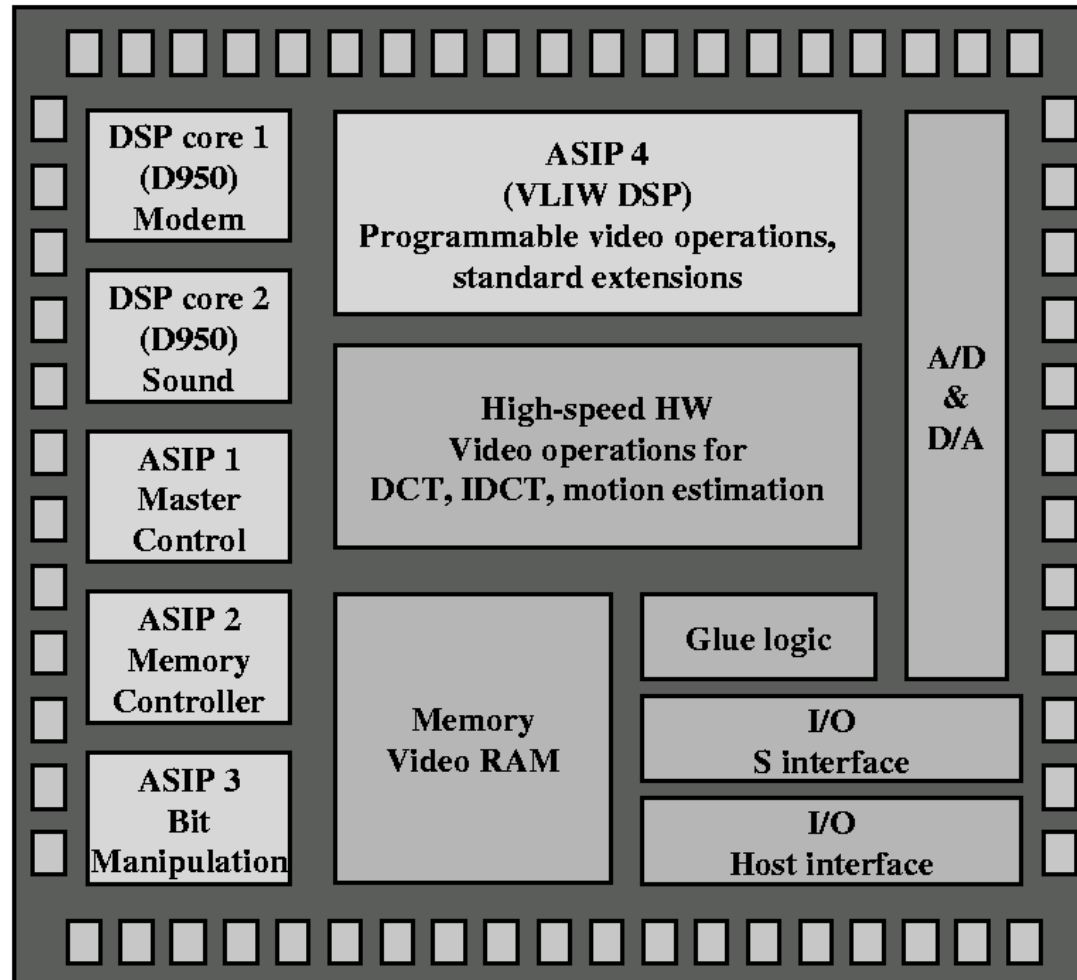 DSP core 1
(D950)
Modem
DSP core 2
(D950)
Sound
ASIP 1
Master
Control
ASIP 2
Memory
Controller
ASIP 3
Bit
Manipulation
ASIP 4
(VLIW DSP)
Programmable video operations,
standard extensions
High-speed HW
Video operations for
DCT, IDCT, motion estimation
Memory
Video RAM
Glue logic
A/D
&
D/A
I/O
S interface
I/O
Host interface